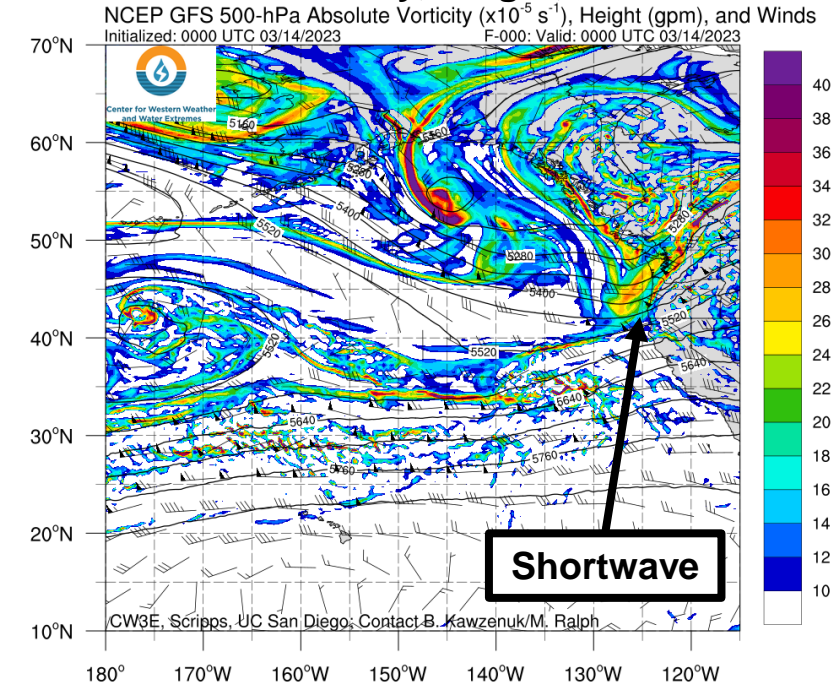 NCEP GFS 500-hPa Absolute Vorticity (x10⁻⁵ s⁻¹), Height (gpm), and Winds
Initialized: 0000 UTC 03/14/2023 F-000: Valid: 0000 UTC 03/14/2023
Center for Western Weather
and Water Extremes
70°N
60°N
50°N
40°N
30°N
20°N
10°N
5160
5560
5280
5400
5520
5280
5280
5400
5520
5520
5520
5640
5640
5640
5760
5760
Shortwave
CW3E, Scripps, UC San Diego; Contact B. Kawzenuk/M. Ralph
180°
170°W
160°W
150°W
140°W
130°W
120°W
40
38
36
34
32
30
28
26
24
22
20
18
16
14
12
10